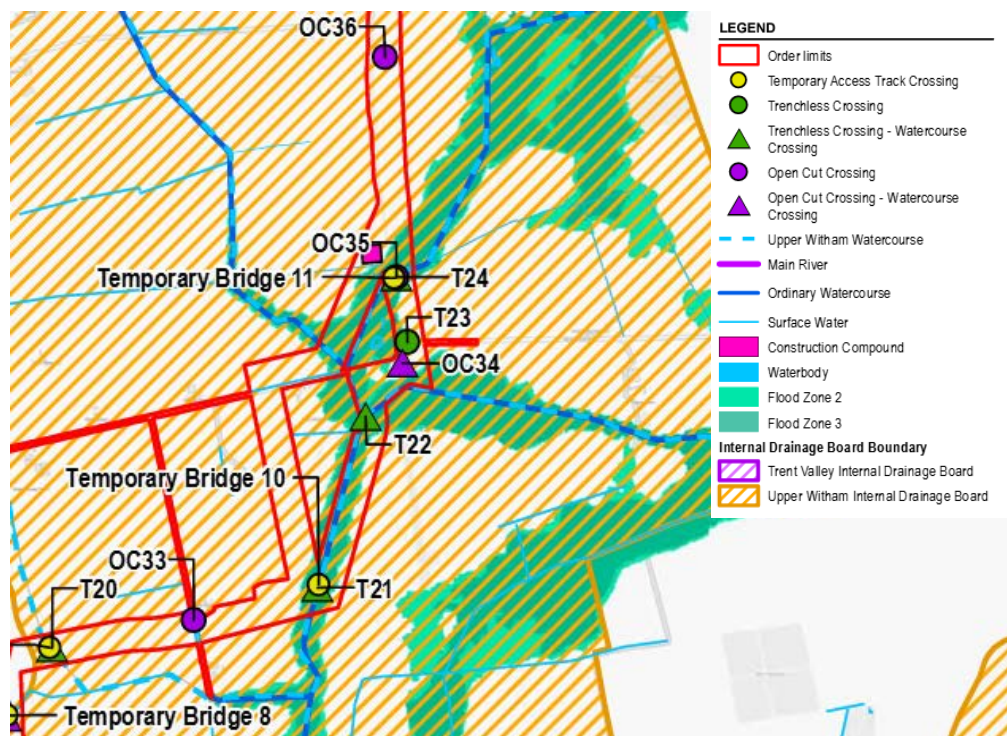 OC36
OC35
Temporary Bridge 11
T24
T23
OC34
T22
Temporary Bridge 10
OC33
T20
T21
Temporary Bridge 8
LEGEND
Order limits
Temporary Access Track Crossing
Trenchless Crossing
Trenchless Crossing - Watercourse
Crossing
Open Cut Crossing
Open Cut Crossing - Watercourse
Crossing
Upper Witham Watercourse
Main River
Ordinary Watercourse
Surface Water
Construction Compound
Waterbody
Flood Zone 2
Flood Zone 3
Internal Drainage Board Boundary
Trent Valley Internal Drainage Board
Upper Witham Internal Drainage Board